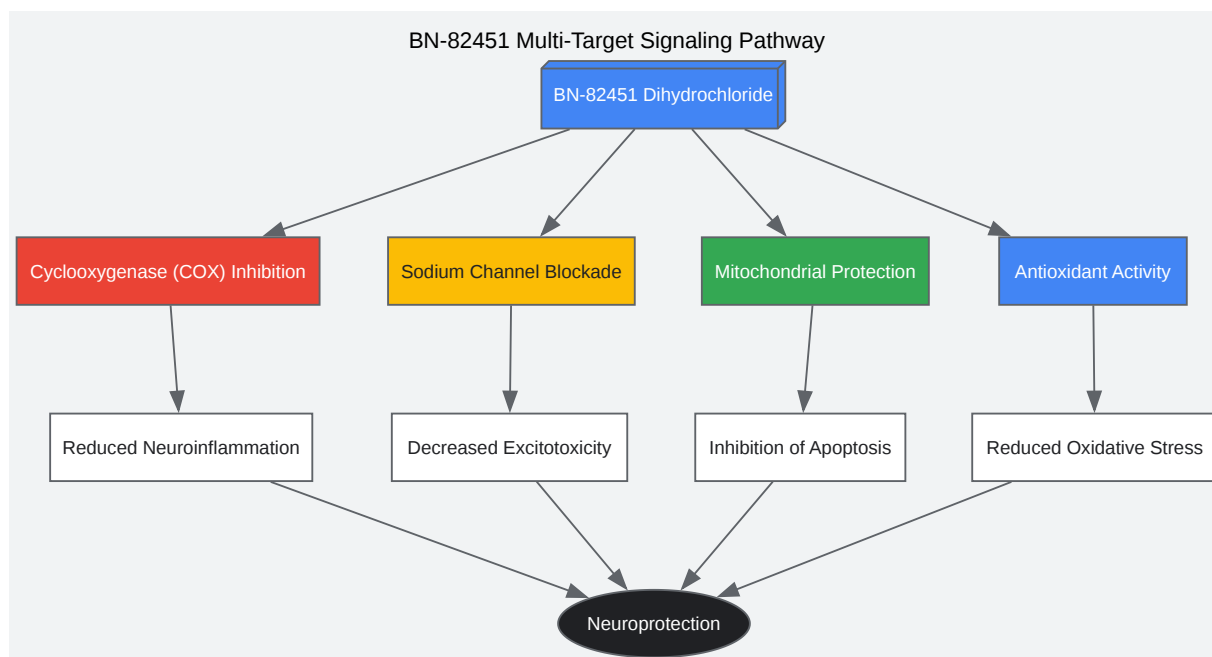 BN-82451 Multi-Target Signaling Pathway
BN-82451 Dihydrochloride
Cyclooxygenase (COX) Inhibition
Sodium Channel Blockade
Mitochondrial Protection
Antioxidant Activity
Reduced Neuroinflammation
Decreased Excitotoxicity
Inhibition of Apoptosis
Reduced Oxidative Stress
Neuroprotection